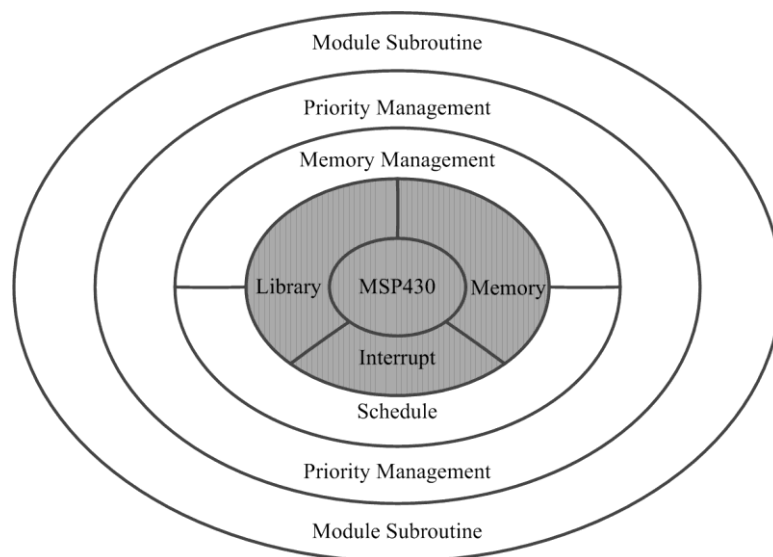 Module Subroutine
Priority Management
Memory Management
Library
MSP430
Memory
Interrupt
Schedule
Priority Management
Module Subroutine